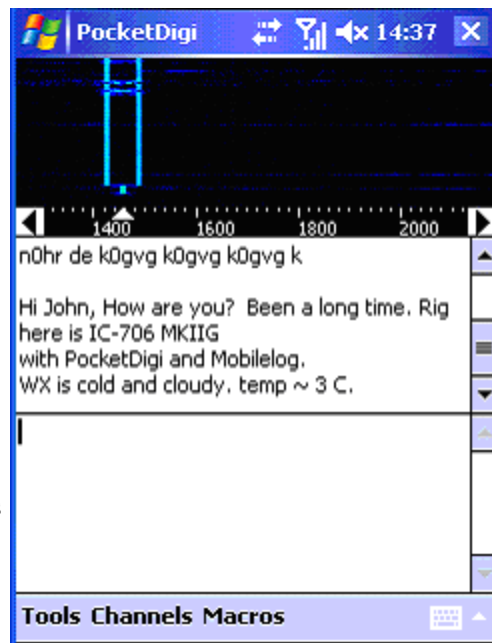 PocketDigi 14:37
1400 1600 1800 2000
n0hr de k0gvg k0gvg k0gvg k
Hi John, How are you? Been a long time. Rig
here is IC-706 MKIIG
with PocketDigi and Mobilelog.
WX is cold and cloudy. temp ~ 3 C.
Tools Channels Macros